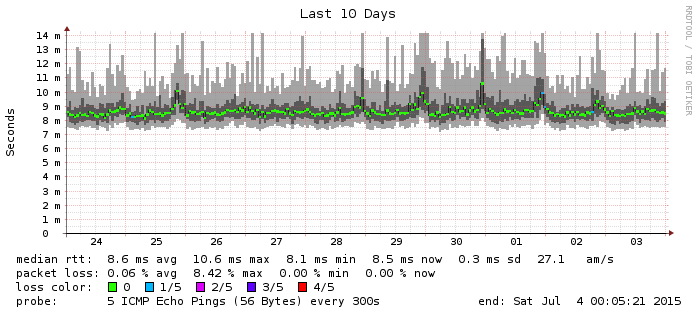 Last 10 Days
RRDTOOL / TOBI OETIKER
Seconds
14 m
13 m
12 m
11 m
10 m
9 m
8 m
7 m
6 m
5 m
4 m
3 m
2 m
1 m
0
24 25 26 27 28 29 30 01 02 03
median rtt: 8.6 ms avg 10.6 ms max 8.1 ms min 8.5 ms now 0.3 ms sd 27.1 am/s
packet loss: 0.06 % avg 8.42 % max 0.00 % min 0.00 % now
loss color: 0 1/5 2/5 3/5 4/5
probe: 5 ICMP Echo Pings (56 Bytes) every 300s end: Sat Jul 4 00:05:21 2015